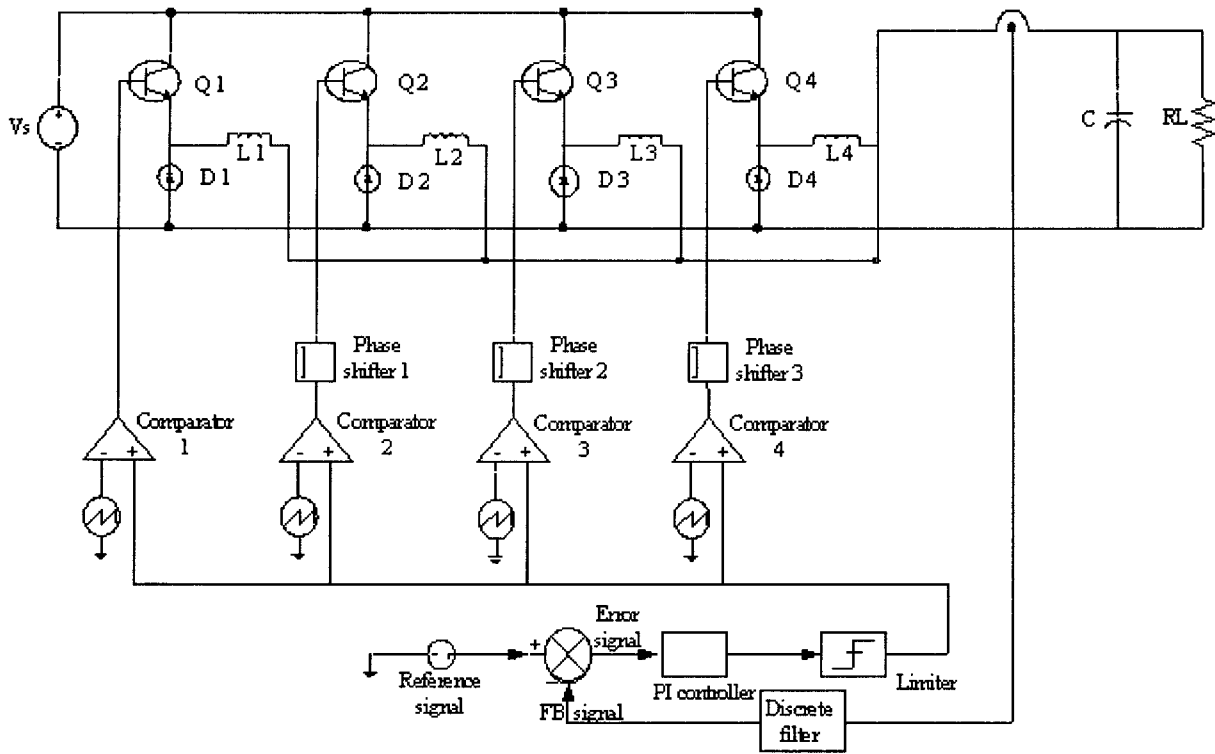 Vs
Q1
Q2
Q3
Q4
L1
L2
L3
L4
D1
D2
D3
D4
C
RL
Phase
shifter 1
Phase
shifter 2
Phase
shifter 3
Comparator
1
Comparator
2
Comparator
3
Comparator
4
- +
- +
- +
- +
Reference
signal
+
-
Error
signal
FB signal
PI controller
Limiter
Discrete
filter